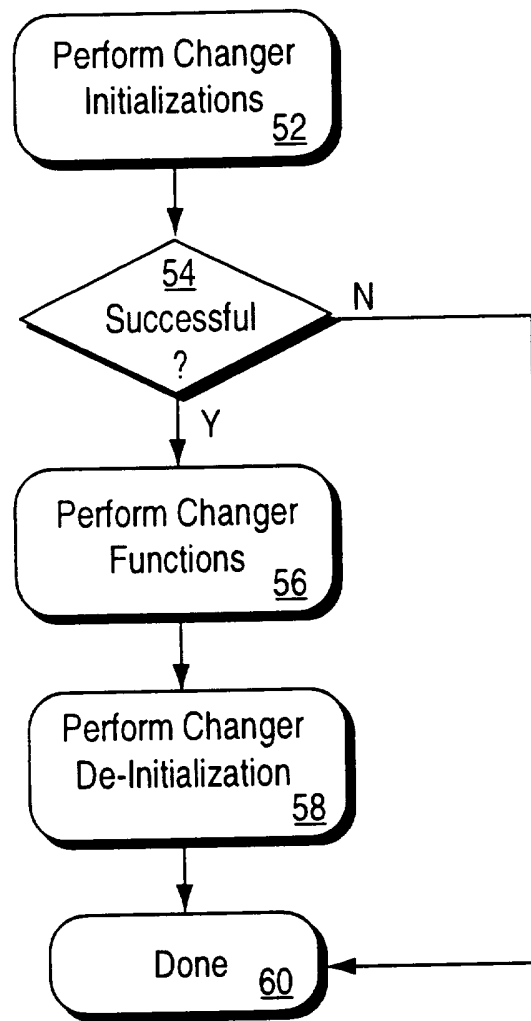 Perform Changer
Initializations
52
54
Successful
?
N
Y
Perform Changer
Functions
56
Perform Changer
De-Initialization
58
Done
60